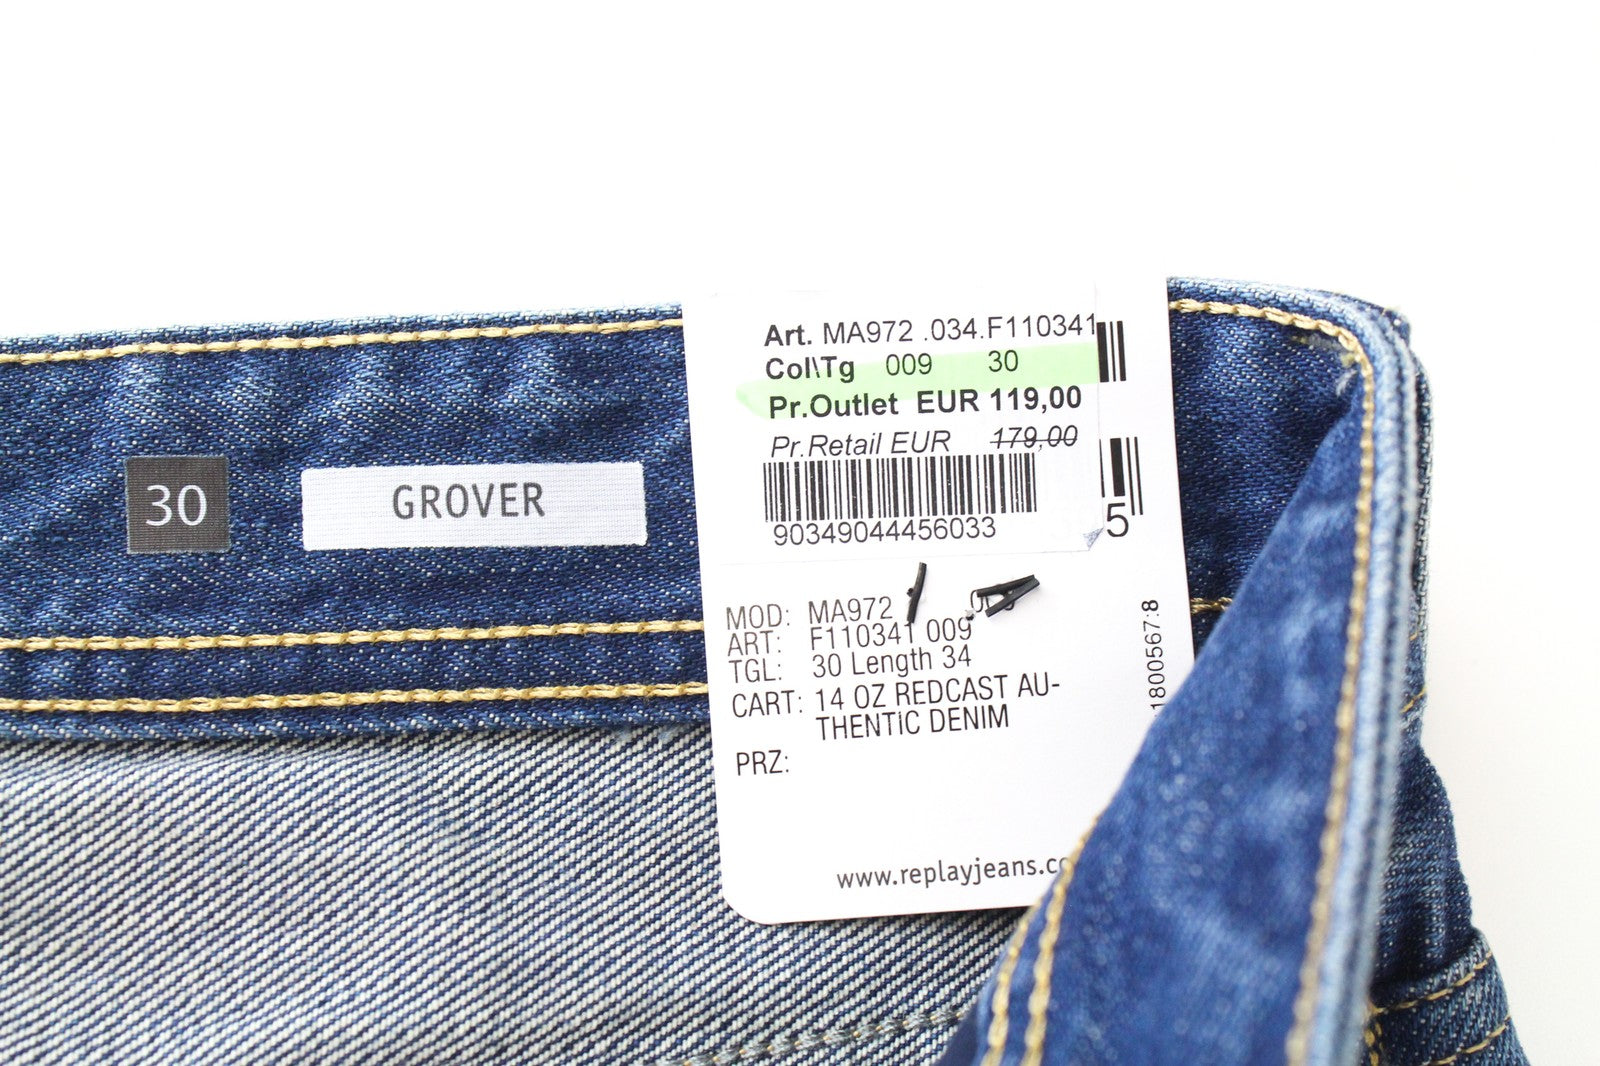 30
GROVER
Art. MA972 .034.F110341
Col\Tg 009 30
Pr.Outlet EUR 119,00
Pr.Retail EUR 179,00
90349044456033
5
MOD: MA972
ART: F110341 009
TGL: 30 Length 34
CART: 14 OZ REDCAST AU-
THENTIC DENIM
PRZ:
www.replayjeans.co
1800567:8